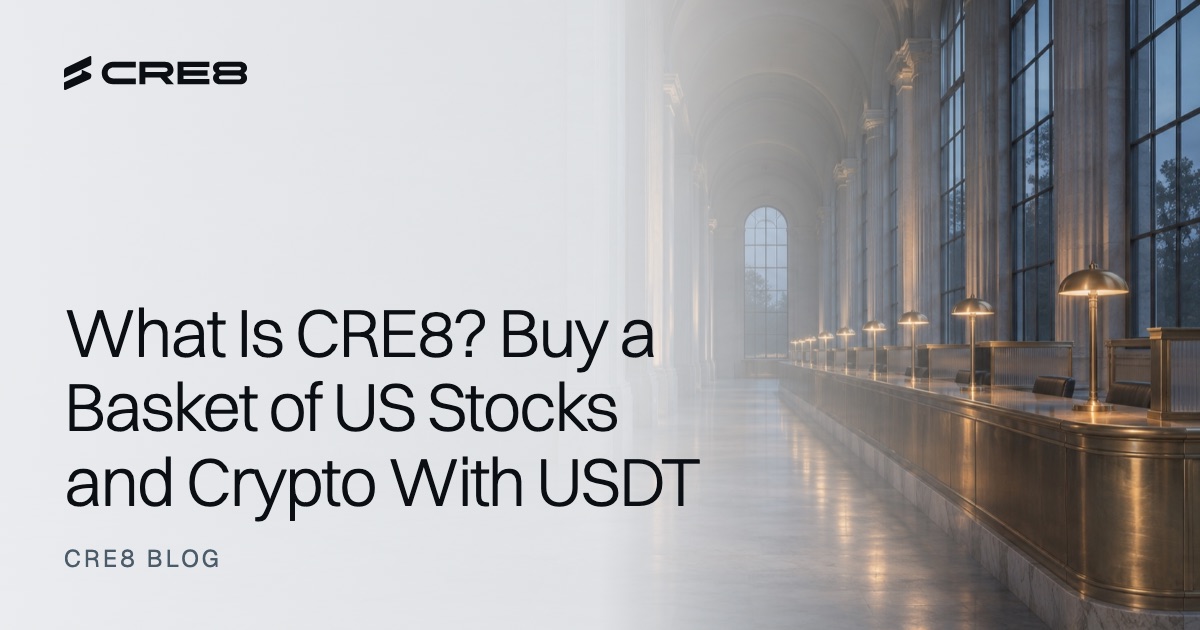 CRE8
What Is CRE8? Buy a
Basket of US Stocks
and Crypto With USDT
CRE8 BLOG